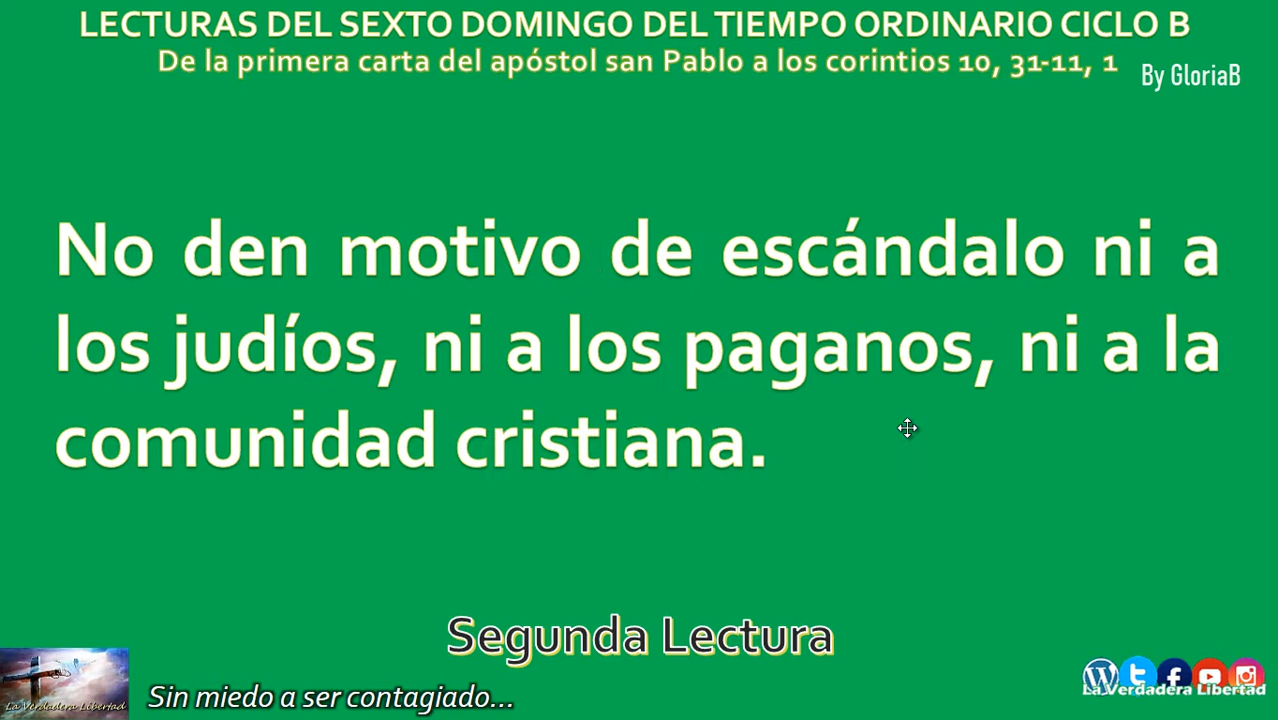 LECTURAS DEL SEXTO DOMINGO DEL TIEMPO ORDINARIO CICLO B
De la primera carta del apóstol san Pablo a los corintios 10, 31-11, 1
By GloriaB
No den motivo de escándalo ni a
los judíos, ni a los paganos, ni a la
comunidad cristiana.
Segunda Lectura
La Verdadera Libertad
Sin miedo a ser contagiado...
La Verdadera Libertad